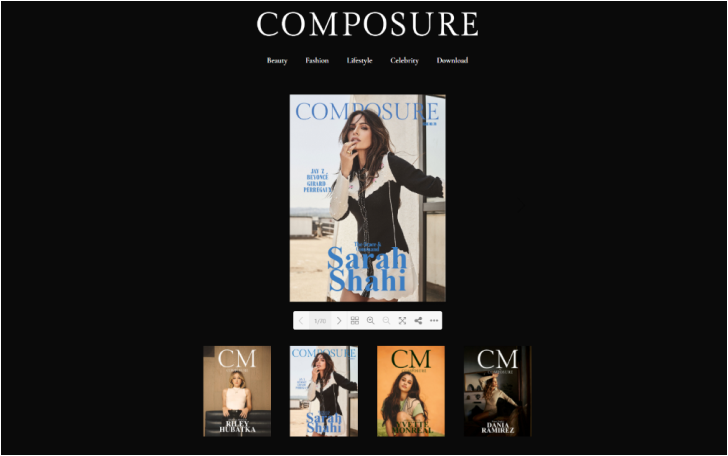 COMPOSURE
Beauty Fashion Lifestyle Celebrity Download
COMPOSURE
JAY Z
BEYONCÉ
GIRARD
PERREGAUX
Sarah
Shahi
1/70
CM
RILEY
HUBATKA
COMPOSURE
Sarah
Shahi
CM
YVETTE
MONREAL
CM
DANIA
RAMIREZ